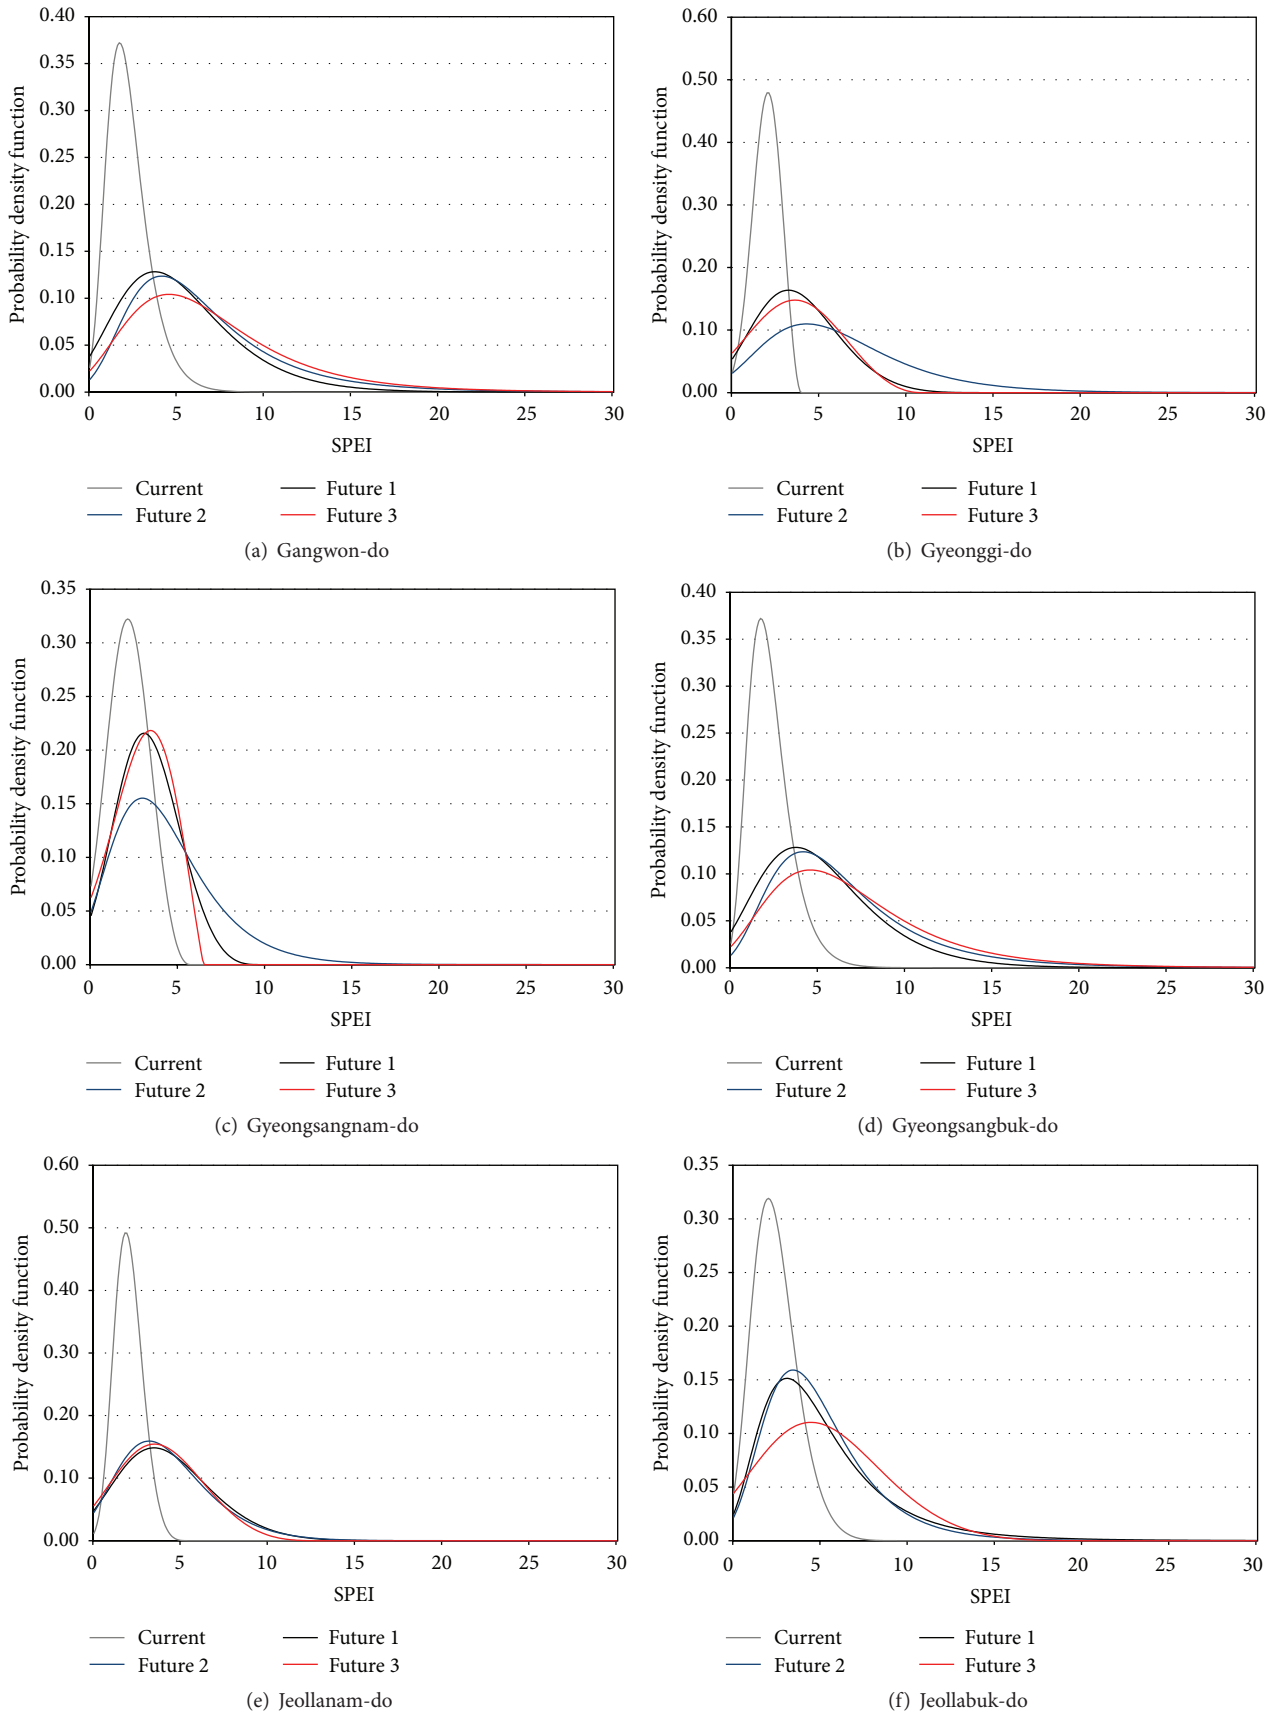 Probability density function
0.40
0.35
0.30
0.25
0.20
0.15
0.10
0.05
0.00
0 5 10 15 20 25 30
SPEI
Current Future 1
Future 2 Future 3
(a) Gangwon-do
Probability density function
0.60
0.50
0.40
0.30
0.20
0.10
0.00
0 5 10 15 20 25 30
SPEI
Current Future 1
Future 2 Future 3
(b) Gyeonggi-do
Probability density function
0.35
0.30
0.25
0.20
0.15
0.10
0.05
0.00
0 5 10 15 20 25 30
SPEI
Current Future 1
Future 2 Future 3
(c) Gyeongsangnam-do
Probability density function
0.40
0.35
0.30
0.25
0.20
0.15
0.10
0.05
0.00
0 5 10 15 20 25 30
SPEI
Current Future 1
Future 2 Future 3
(d) Gyeongsangbuk-do
Probability density function
0.60
0.50
0.40
0.30
0.20
0.10
0.00
0 5 10 15 20 25 30
SPEI
Current Future 1
Future 2 Future 3
(e) Jeollanam-do
Probability density function
0.35
0.30
0.25
0.20
0.15
0.10
0.05
0.00
0 5 10 15 20 25 30
SPEI
Current Future 1
Future 2 Future 3
(f) Jeollabuk-do